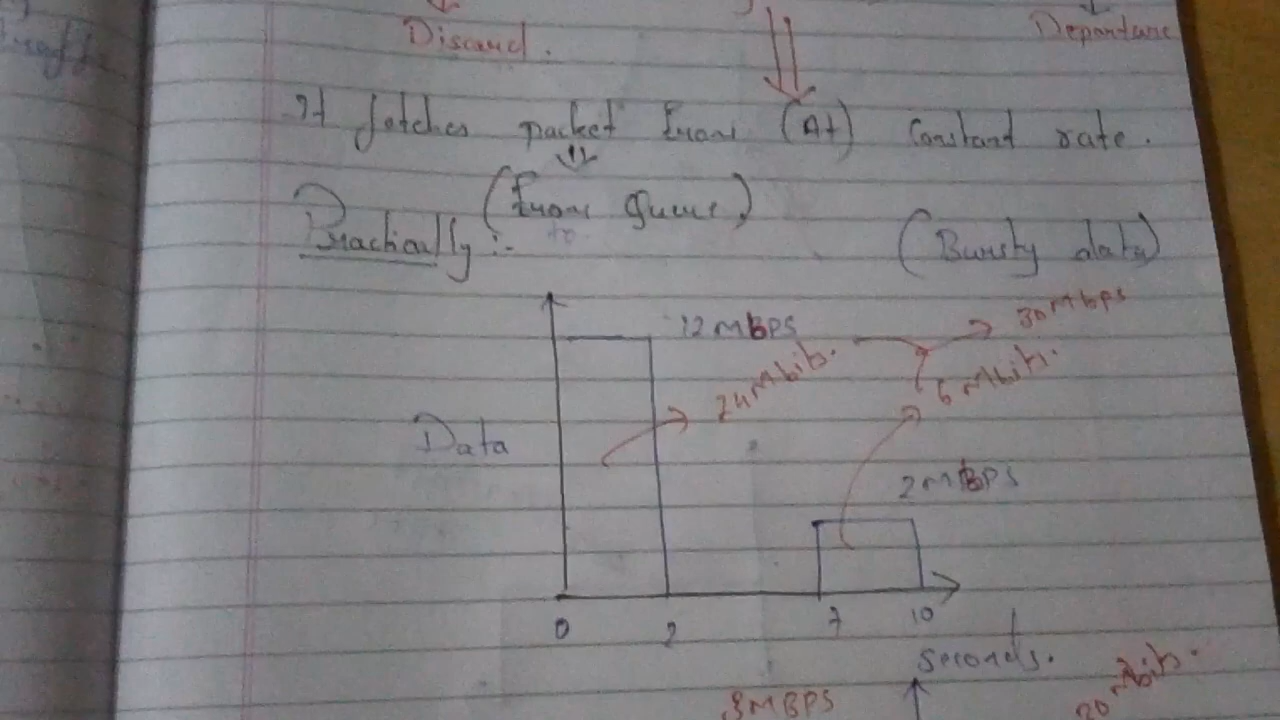 Discard.
Departure
It fetches packet from (At) Constant rate.
(From Queue)
Practically :-
(Bursty data)
12 MBPS
30 Mbps
24 Mbits.
6 Mbits.
Data
2 MBPS
0 2 7 10
Seconds.
3 MBPS
30 Mbits.